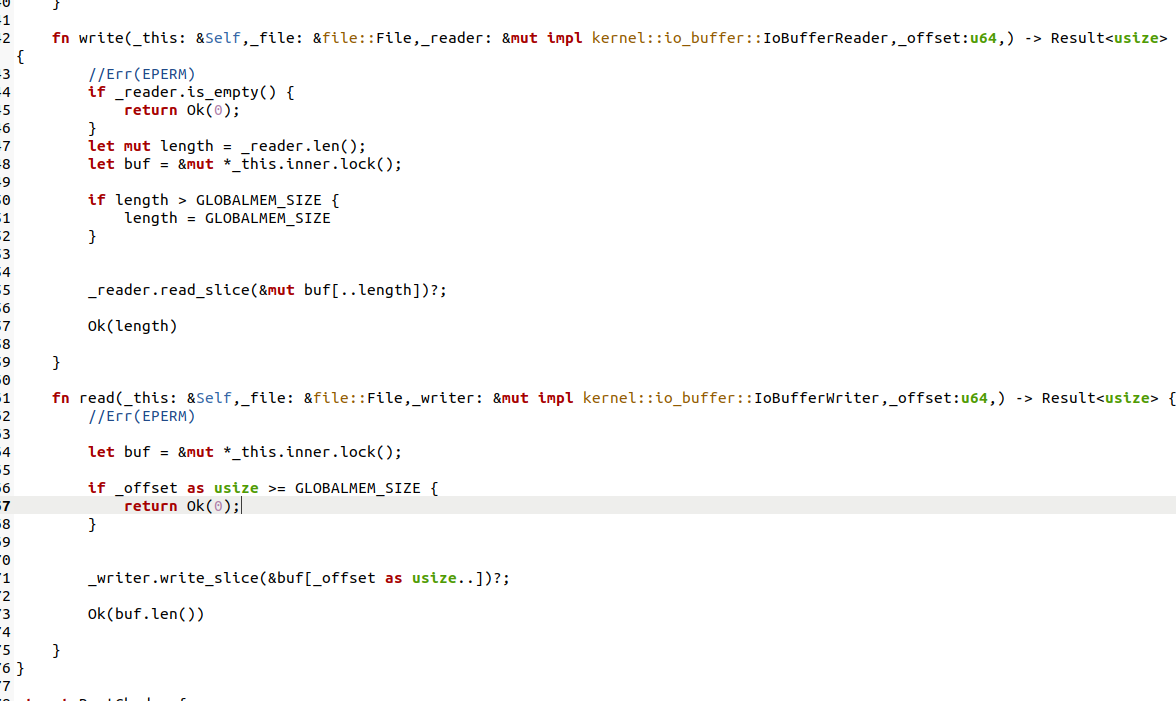 }
1
2 fn write(_this: &Self,_file: &file::File,_reader: &mut impl kernel::io_buffer::IoBufferReader,_offset:u64,) -> Result<usize>
{
3 //Err(EPERM)
4 if _reader.is_empty() {
5 return Ok(0);
6 }
7 let mut length = _reader.len();
8 let buf = &mut *_this.inner.lock();
9
0 if length > GLOBALMEM_SIZE {
1 length = GLOBALMEM_SIZE
2 }
3
4
5 _reader.read_slice(&mut buf[..length])?;
6
7 Ok(length)
8
9 }
0
1 fn read(_this: &Self,_file: &file::File,_writer: &mut impl kernel::io_buffer::IoBufferWriter,_offset:u64,) -> Result<usize> {
2 //Err(EPERM)
3
4 let buf = &mut *_this.inner.lock();
5
6 if _offset as usize >= GLOBALMEM_SIZE {
7 return Ok(0);
8 }
9
0
1 _writer.write_slice(&buf[_offset as usize..])?;
2
3 Ok(buf.len())
4
5 }
6 }
7